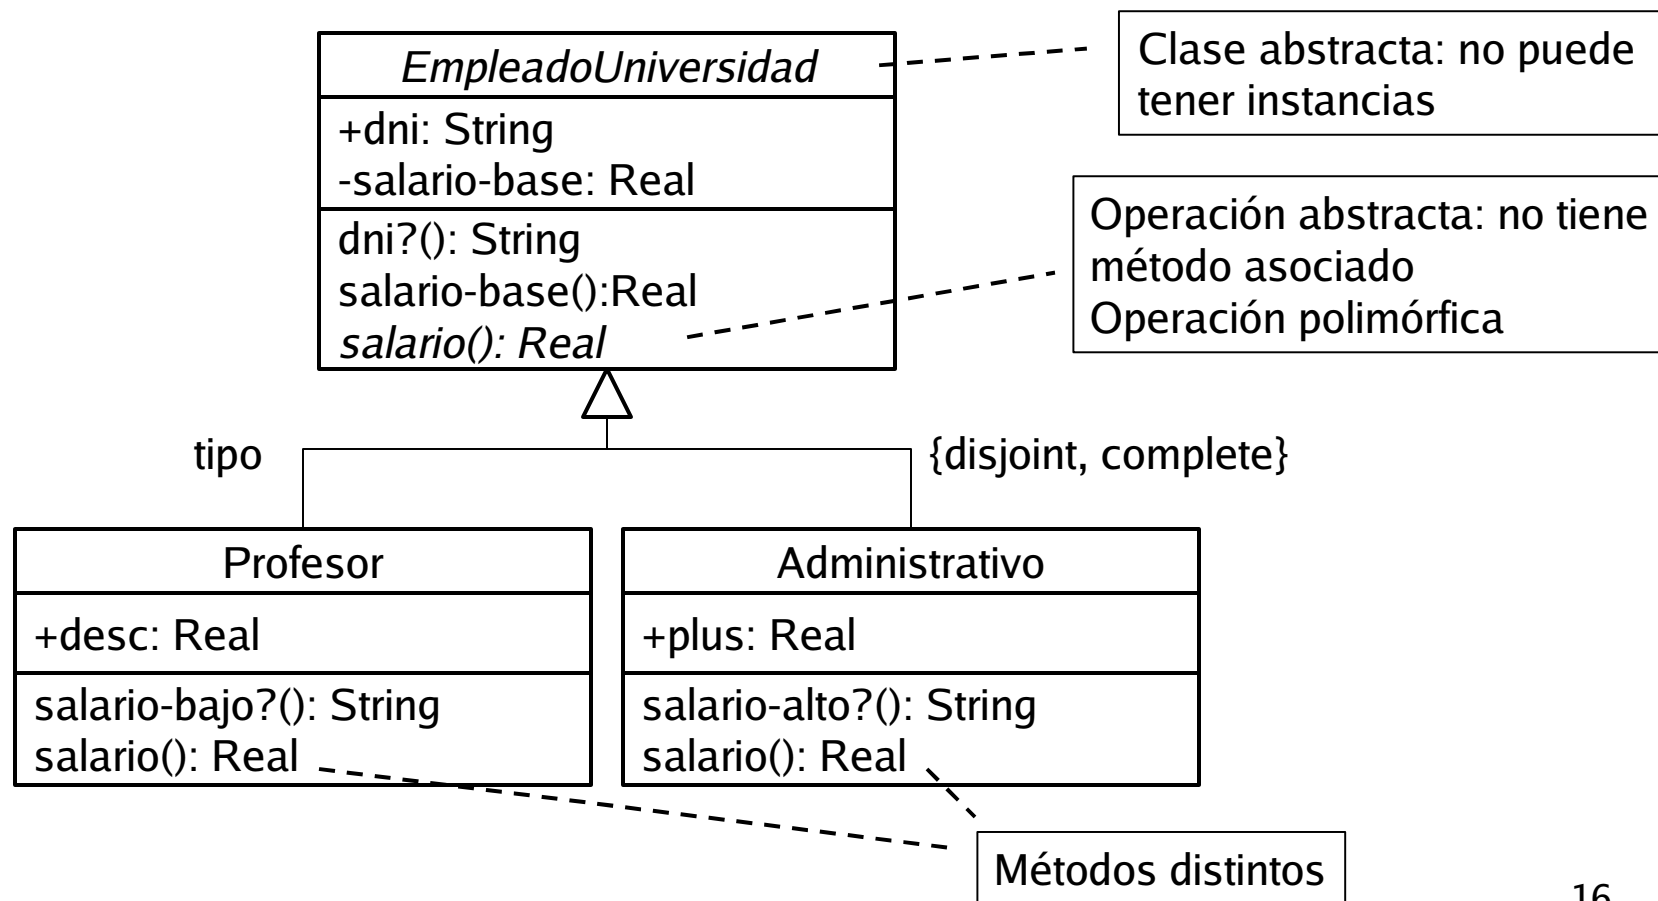 EmpleadoUniversidad
+dni: String
-salario-base: Real
dni?(): String
salario-base():Real
salario(): Real
Clase abstracta: no puede
tener instancias
Operación abstracta: no tiene
método asociado
Operación polimórfica
tipo
{disjoint, complete}
Profesor
+desc: Real
salario-bajo?(): String
salario(): Real
Administrativo
+plus: Real
salario-alto?(): String
salario(): Real
Métodos distintos
16